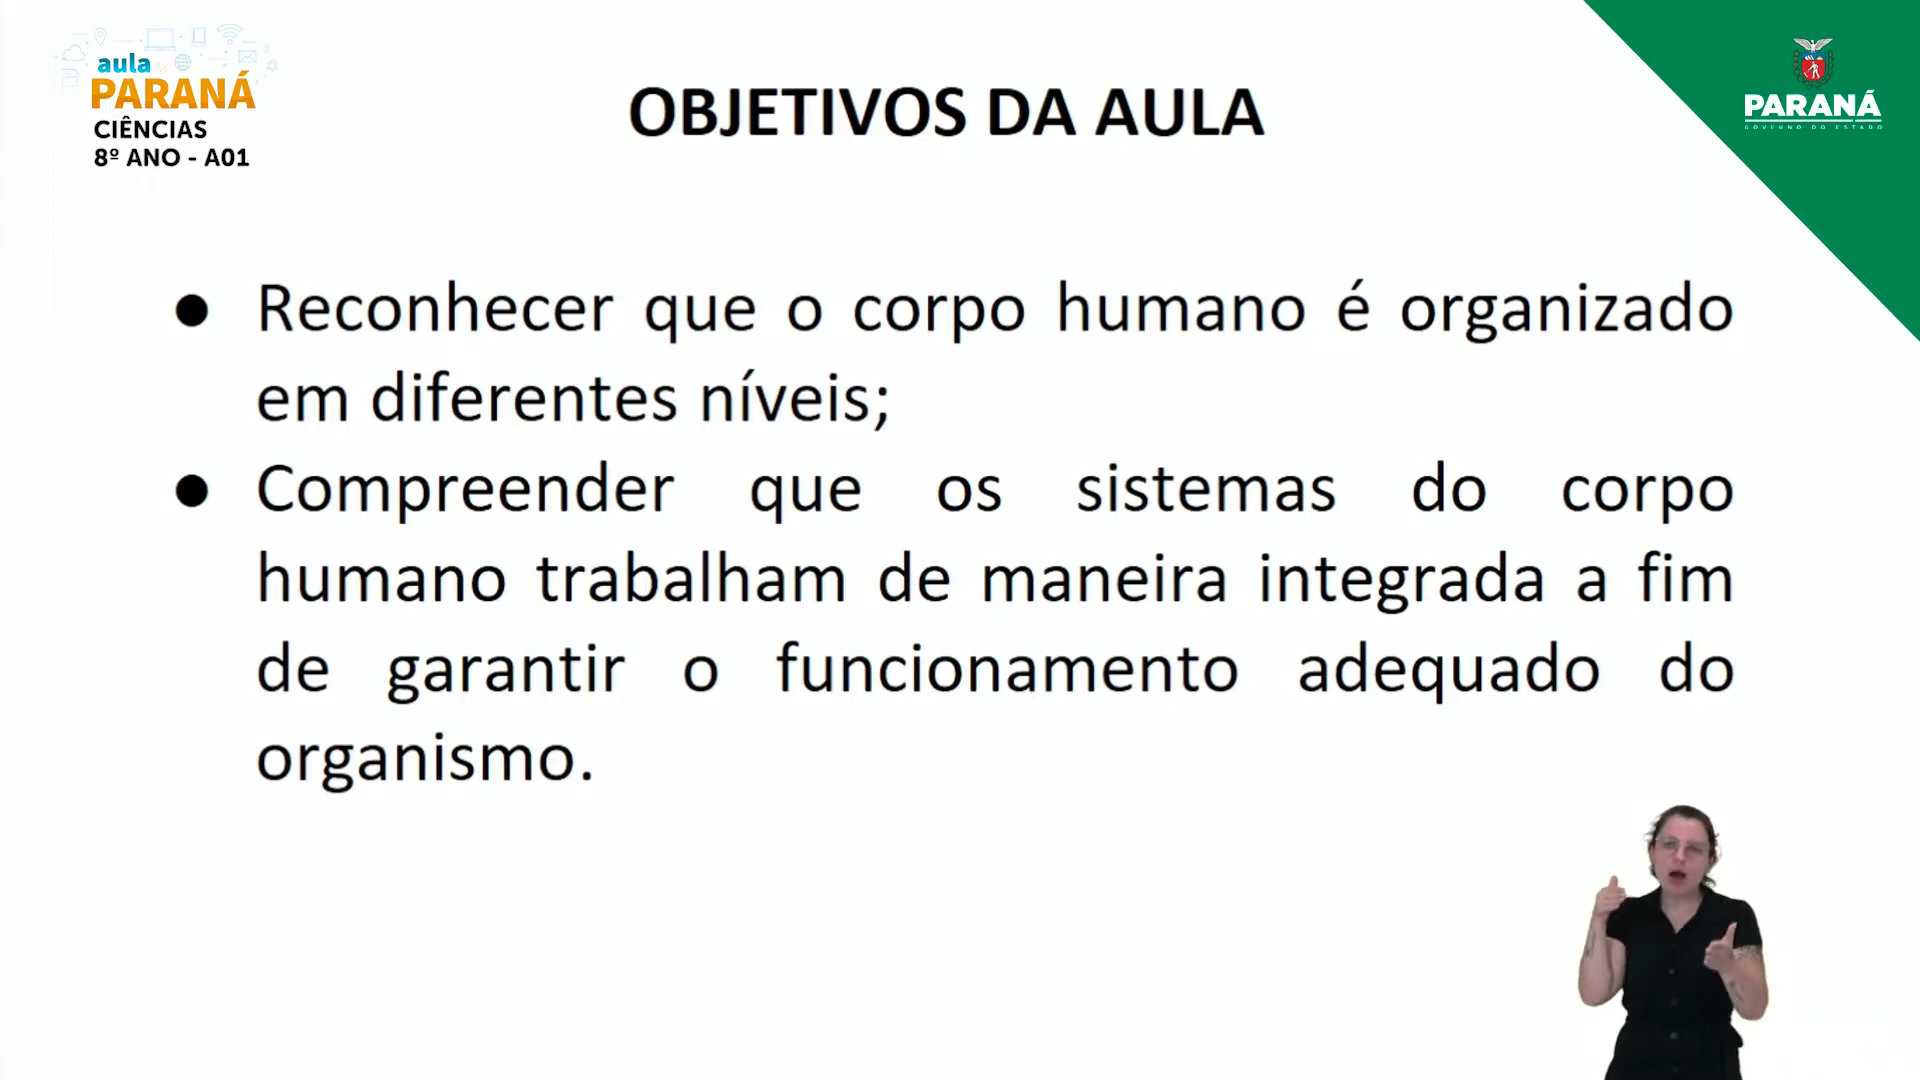 aula
PARANÁ
CIÊNCIAS
8º ANO - A01
OBJETIVOS DA AULA
PARANÁ
GOVERNO DO ESTADO
● Reconhecer que o corpo humano é organizado
em diferentes níveis;
● Compreender que os sistemas do corpo
humano trabalham de maneira integrada a fim
de garantir o funcionamento adequado do
organismo.